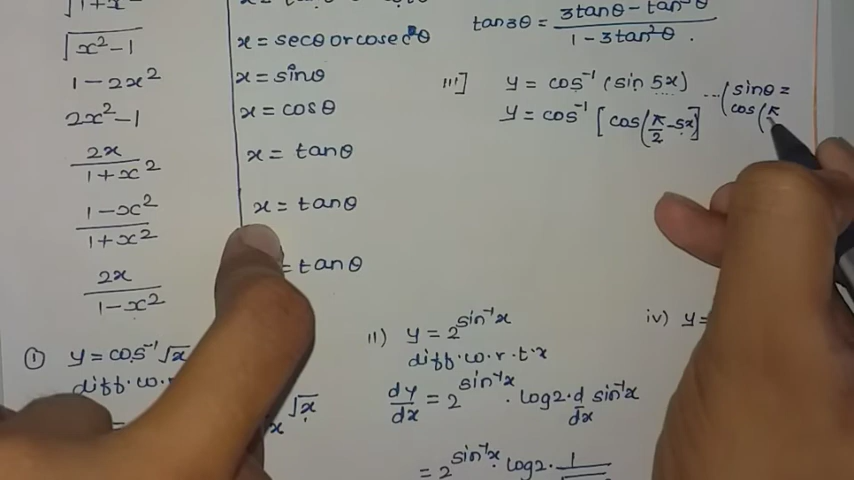 √1+x²
√x²-1
1-2x²
2x²-1
2x/1+x²
1-x²/1+x²
2x/1-x²
x = secθ or cosecθ
x = sinθ
x = cosθ
x = tanθ
x = tanθ
= tanθ
tan3θ = 3tanθ - tan³θ / 1-3tan²θ .
iii] y = cos⁻¹ (sin 5x) ...(sinθ =
y = cos⁻¹ [cos(π/2-5x] cos(π
① y = cos⁻¹√x
diff.w.r.
√x
ii) y = 2^sin⁻¹x
diff.w.r.t.x
dy/dx = 2^sin⁻¹x . log2.d/dx sin⁻¹x
= 2^sin⁻¹x . log2. 1/√
iv) y=